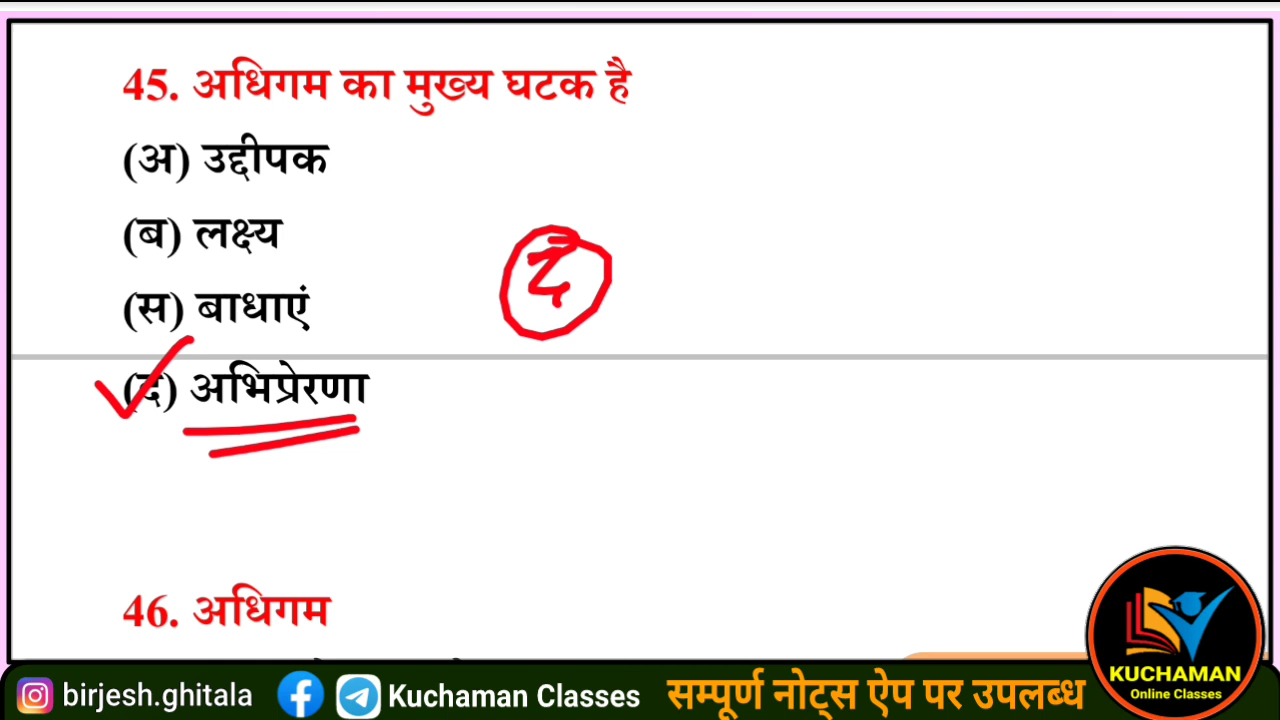 45. अधिगम का मुख्य घटक है
(अ) उद्दीपक
(ब) लक्ष्य
(स) बाधाएं
द
(द) अभिप्रेरणा
46. अधिगम
KUCHAMAN
Online Classes
birjesh.ghitala Kuchaman Classes सम्पूर्ण नोट्स ऐप पर उपलब्ध